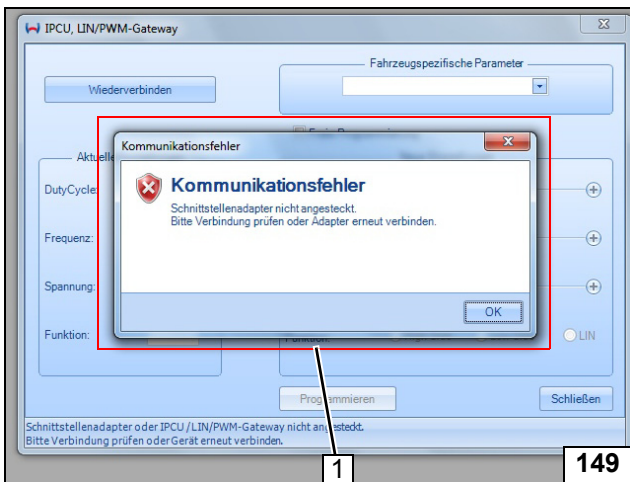 IPCU, LIN/PWM-Gateway
Fahrzeugspezifische Parameter
Wiederverbinden
Kommunikationsfehler
Kommunikationsfehler
Schnittstellenadapter nicht angesteckt.
Bitte Verbindung prüfen oder Adapter erneut verbinden.
OK
DutyCycle:
Frequenz:
Spannung:
Funktion:
LIN
Programmieren
Schließen
Schnittstellenadapter oder IPCU /LIN/PWM-Gateway nicht angesteckt.
Bitte Verbindung prüfen oder Gerät erneut verbinden.
1
149